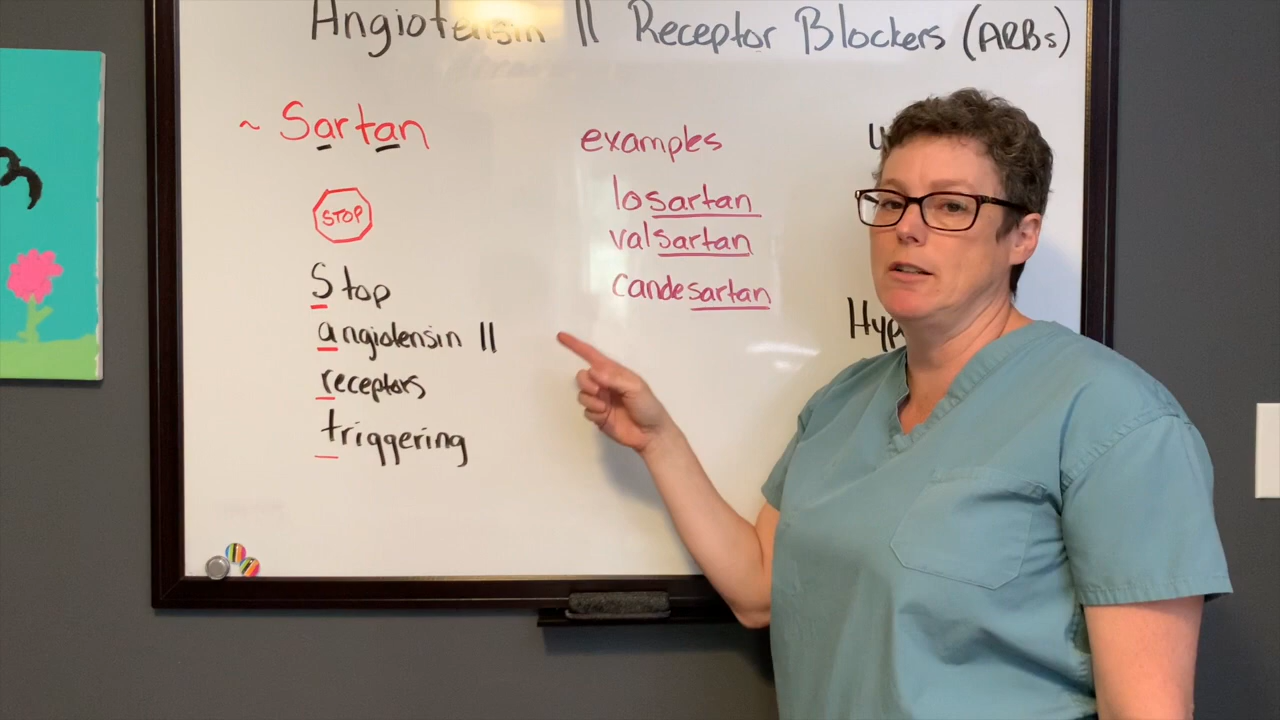 Angiotensin II Receptor Blockers (ARBs)
~ Sartan
STOP
Stop
angiotensin II
receptors
triggering
examples
losartan
valsartan
candesartan